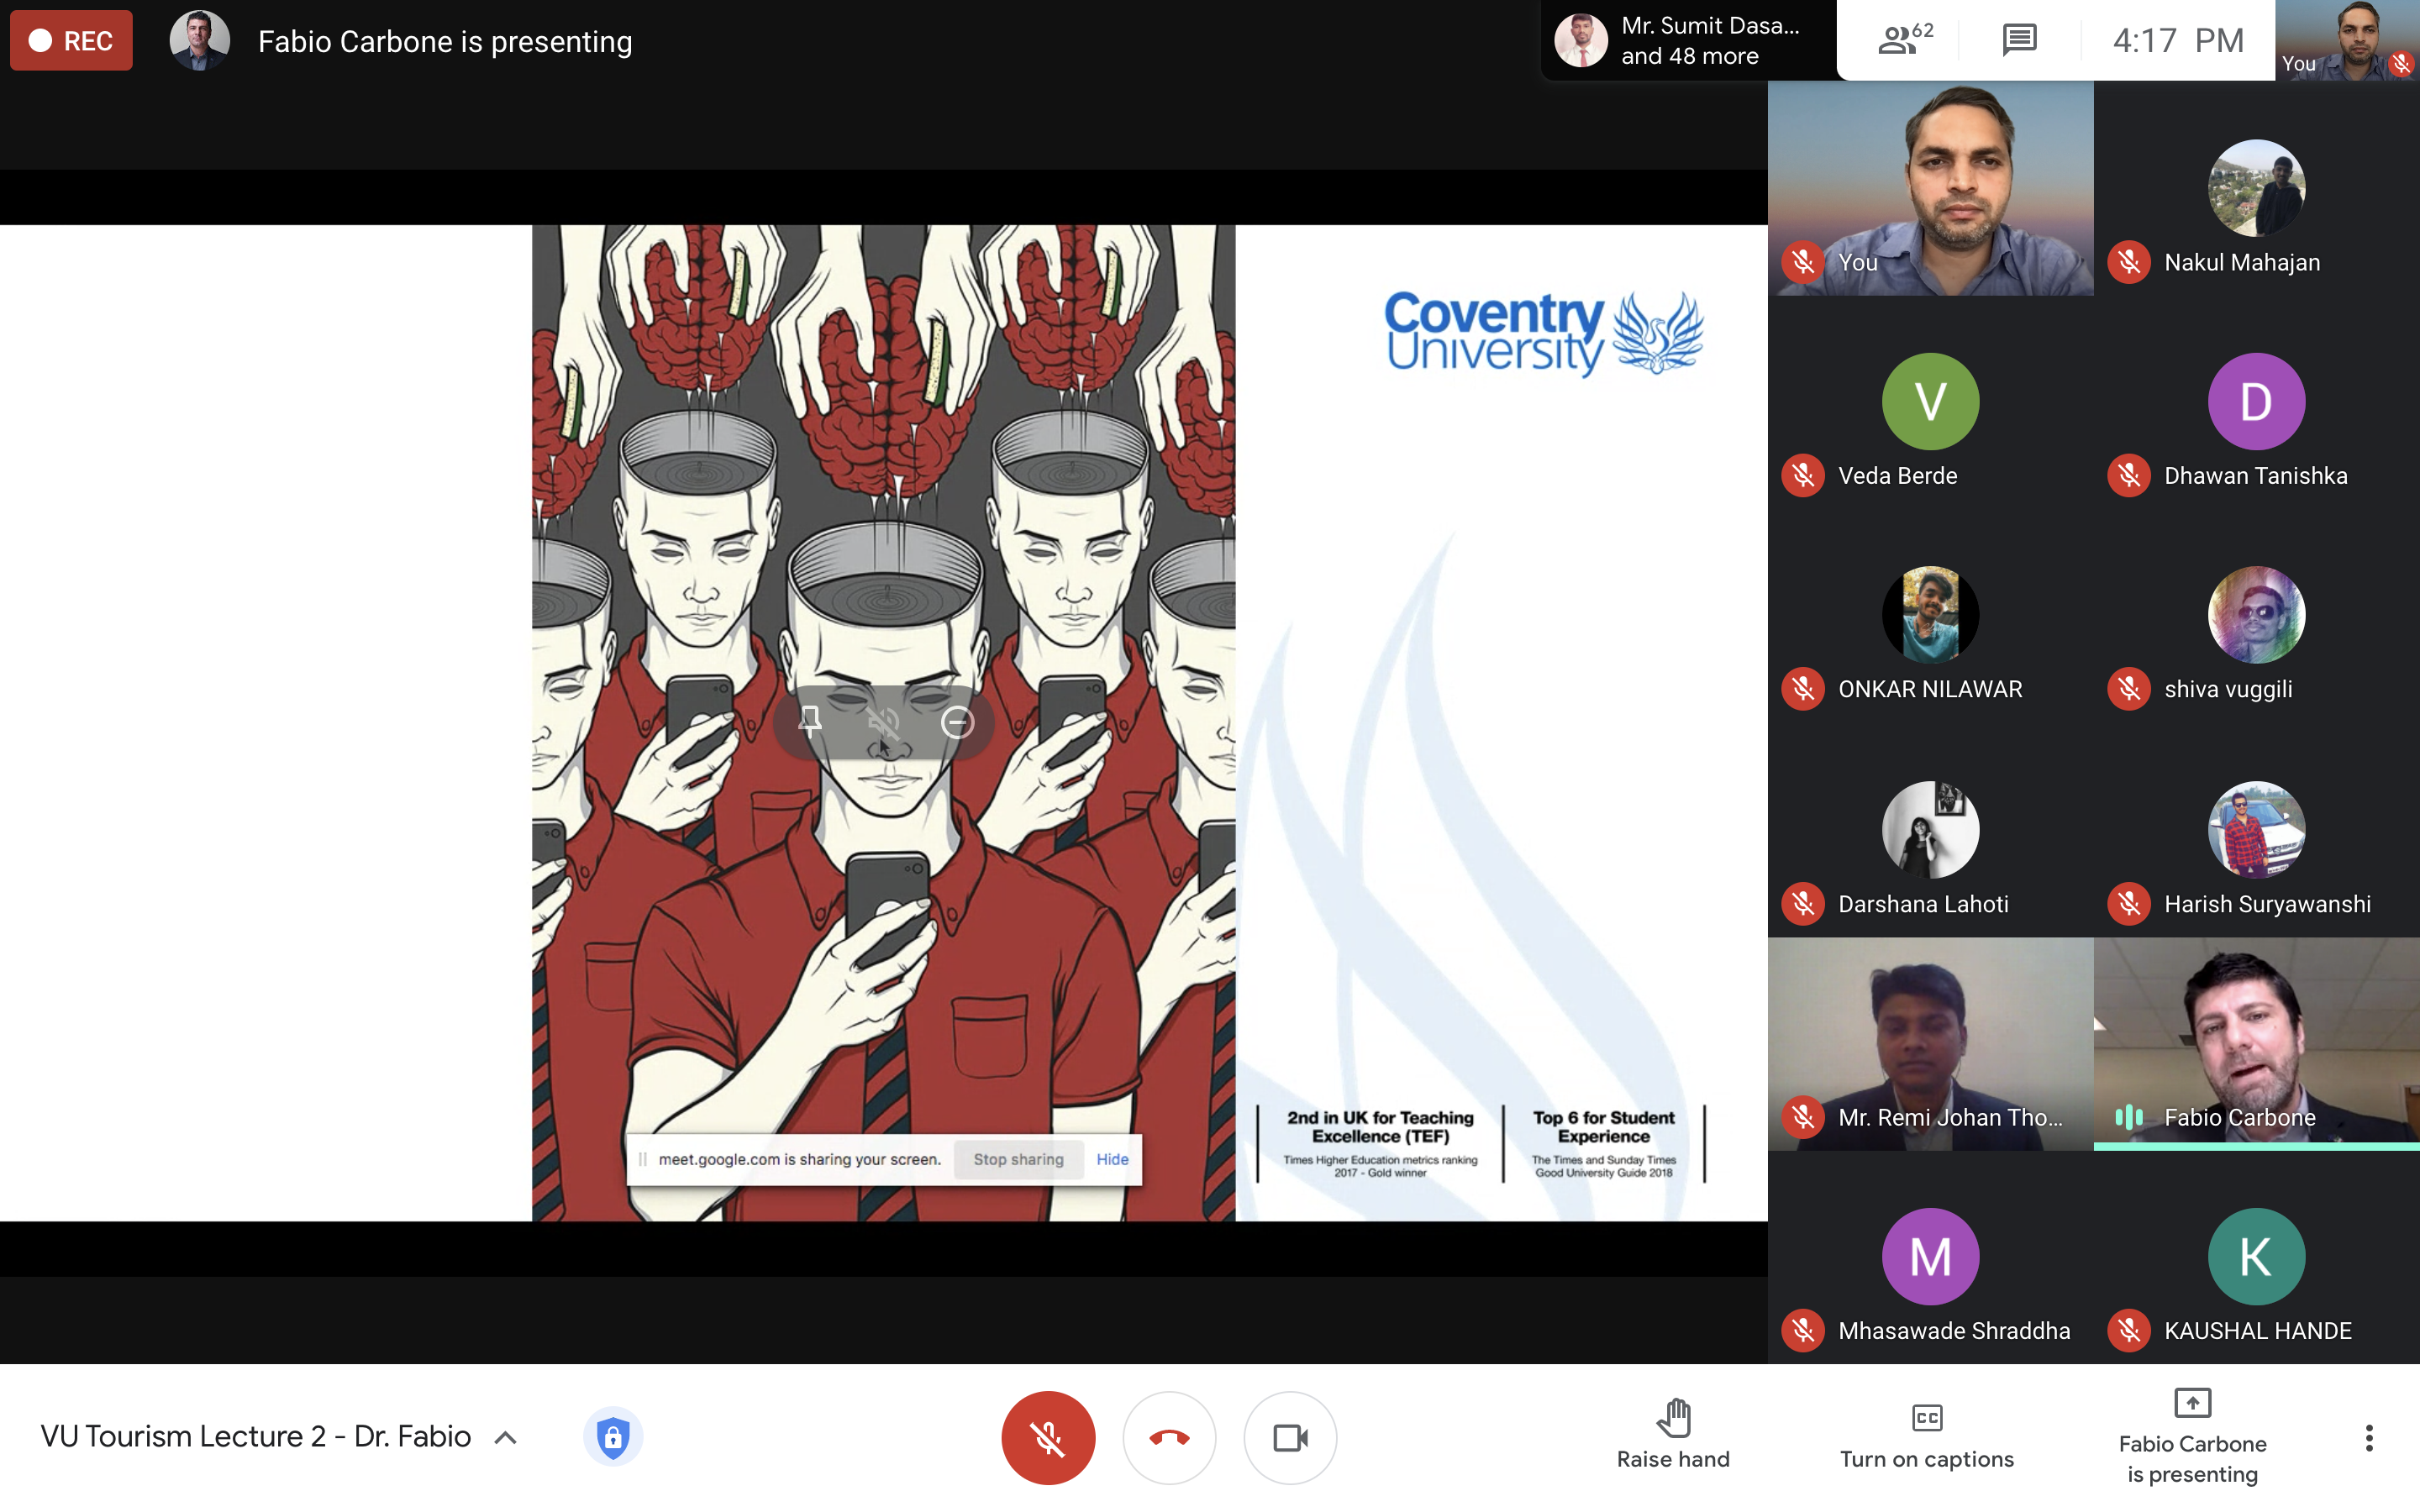 REC
Fabio Carbone is presenting
Mr. Sumit Dasa...
and 48 more
62
4:17 PM
You
You
Nakul Mahajan
V
Veda Berde
D
Dhawan Tanishka
ONKAR NILAWAR
shiva vuggili
Darshana Lahoti
Harish Suryawanshi
Mr. Remi Johan Tho...
Fabio Carbone
M
Mhasawade Shraddha
K
KAUSHAL HANDE
Coventry
University
2nd in UK for Teaching
Excellence (TEF)
Times Higher Education metrics ranking
2017 - Gold winner
Top 6 for Student
Experience
The Times and Sunday Times
Good University Guide 2018
meet.google.com is sharing your screen.
Stop sharing
Hide
VU Tourism Lecture 2 - Dr. Fabio
Raise hand
CC
Turn on captions
Fabio Carbone
is presenting